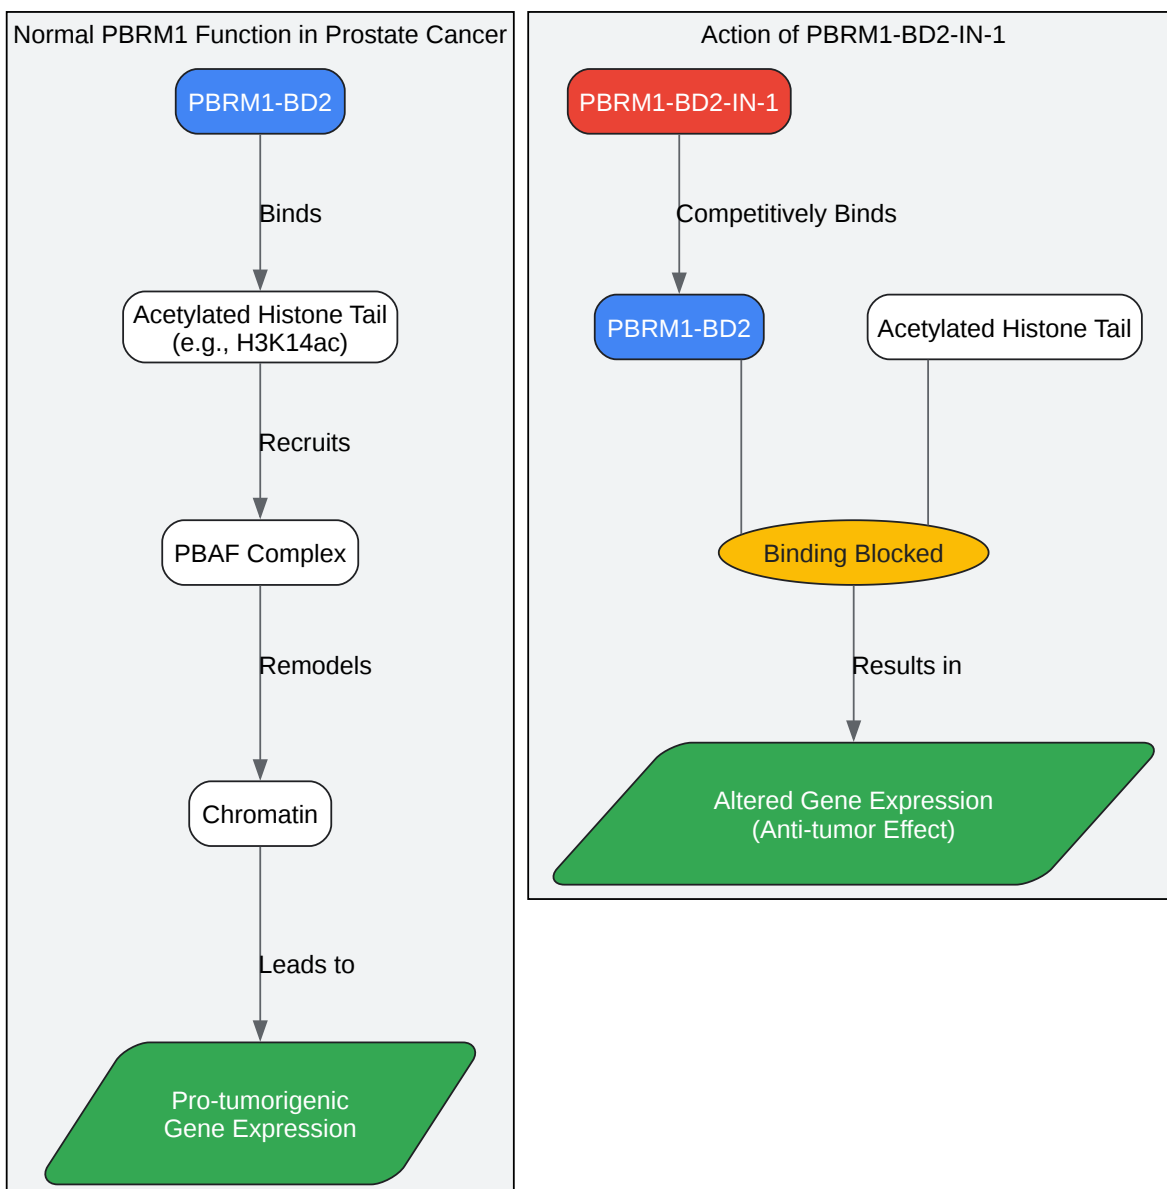 Normal PBRM1 Function in Prostate Cancer
PBRM1-BD2
Binds
Acetylated Histone Tail
(e.g., H3K14ac)
Recruits
PBAF Complex
Remodels
Chromatin
Leads to
Pro-tumorigenic
Gene Expression
Action of PBRM1-BD2-IN-1
PBRM1-BD2-IN-1
Competitively Binds
PBRM1-BD2
Acetylated Histone Tail
Binding Blocked
Results in
Altered Gene Expression
(Anti-tumor Effect)